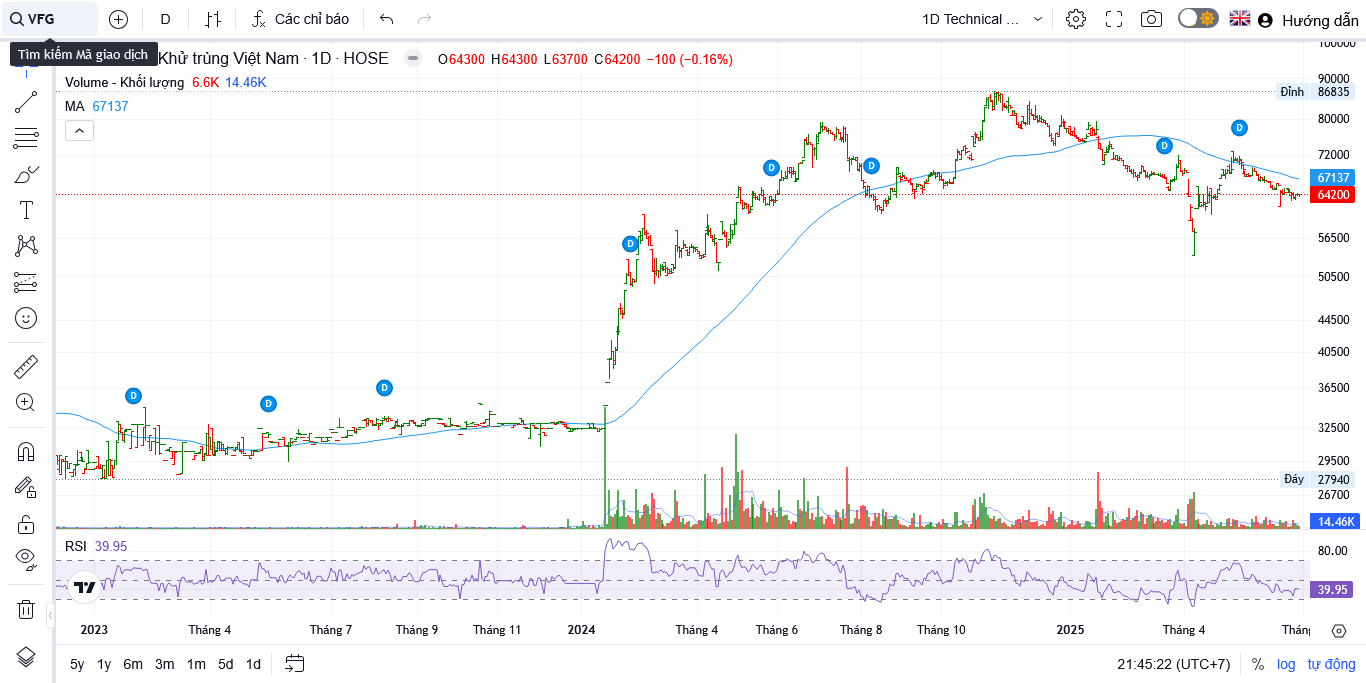 VFG
D
Các chỉ báo
1D Technical ...
Hướng dẫn
Tìm kiếm Mã giao dịch
Khử trùng Việt Nam · 1D · HOSE
O64300 H64300 L63700 C64200 −100 (−0.16%)
Volume - Khối lượng 6.6K 14.46K
MA 67137
100000
90000
Đỉnh 86835
80000
72000
67137
64200
56500
50500
44500
40500
36500
32500
29500
Đáy 27940
26700
14.46K
D
D
D
D
D
D
D
D
RSI 39.95
80.00
39.95
2023 Tháng 4 Tháng 7 Tháng 9 Tháng 11 2024 Tháng 4 Tháng 6 Tháng 8 Tháng 10 2025 Tháng 4
5y 1y 6m 3m 1m 5d 1d
21:45:22 (UTC+7) % log tự động